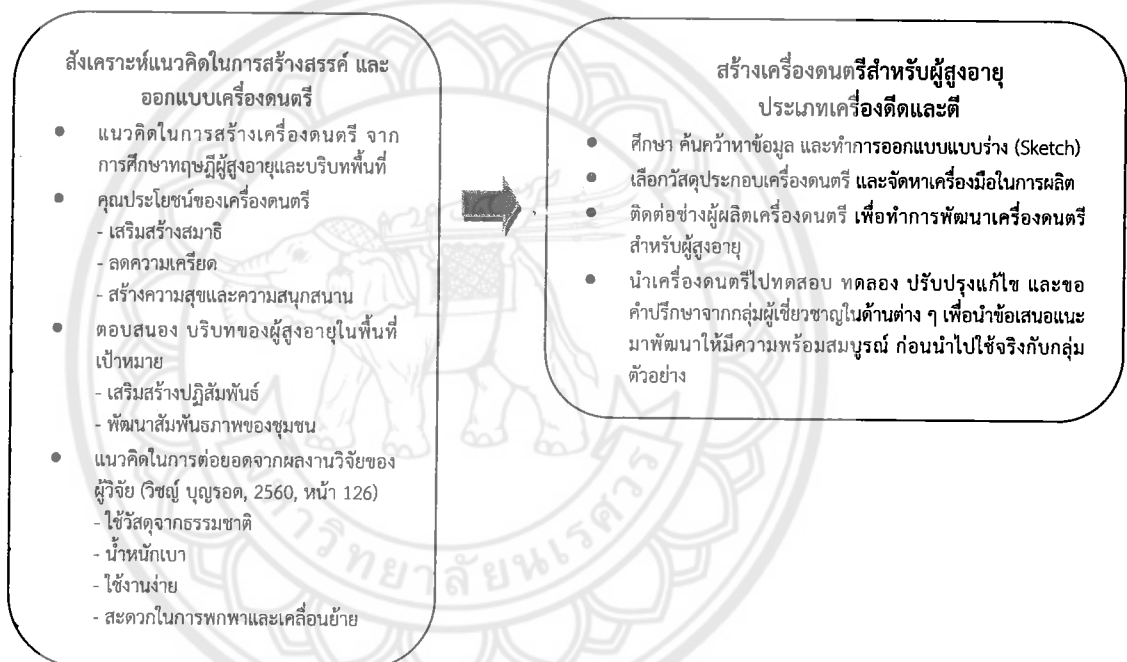 สังเคราะห์แนวคิดในการสร้างสรรค์ และ
ออกแบบเครื่องดนตรี
● แนวคิดในการสร้างเครื่องดนตรี จาก
การศึกษาทฤษฎีผู้สูงอายุและบริบทพื้นที่
● คุณประโยชน์ของเครื่องดนตรี
- เสริมสร้างสมาธิ
- ลดความเครียด
- สร้างความสุขและความสนุกสนาน
● ตอบสนอง บริบทของผู้สูงอายุในพื้นที่
เป้าหมาย
- เสริมสร้างปฏิสัมพันธ์
- พัฒนาสัมพันธภาพของชุมชน
● แนวคิดในการต่อยอดจากผลงานวิจัยของ
ผู้วิจัย (วิชญ์ บุญรอด, 2560, หน้า 126)
- ใช้วัสดุจากธรรมชาติ
- น้ำหนักเบา
- ใช้งานง่าย
- สะดวกในการพกพาและเคลื่อนย้าย
สร้างเครื่องดนตรีสำหรับผู้สูงอายุ
ประเภทเครื่องดีดและตี
● ศึกษา ค้นคว้าหาข้อมูล และทำการออกแบบแบบร่าง (Sketch)
● เลือกวัสดุประกอบเครื่องดนตรี และจัดหาเครื่องมือในการผลิต
● ติดต่อช่างผู้ผลิตเครื่องดนตรี เพื่อทำการพัฒนาเครื่องดนตรี
สำหรับผู้สูงอายุ
● นำเครื่องดนตรีไปทดสอบ ทดลอง ปรับปรุงแก้ไข และขอ
คำปรึกษาจากกลุ่มผู้เชี่ยวชาญในด้านต่าง ๆ เพื่อนำข้อเสนอแนะ
มาพัฒนาให้มีความพร้อมสมบูรณ์ ก่อนนำไปใช้จริงกับกลุ่ม
ตัวอย่าง
มหาวิทยาลัยนเรศวร